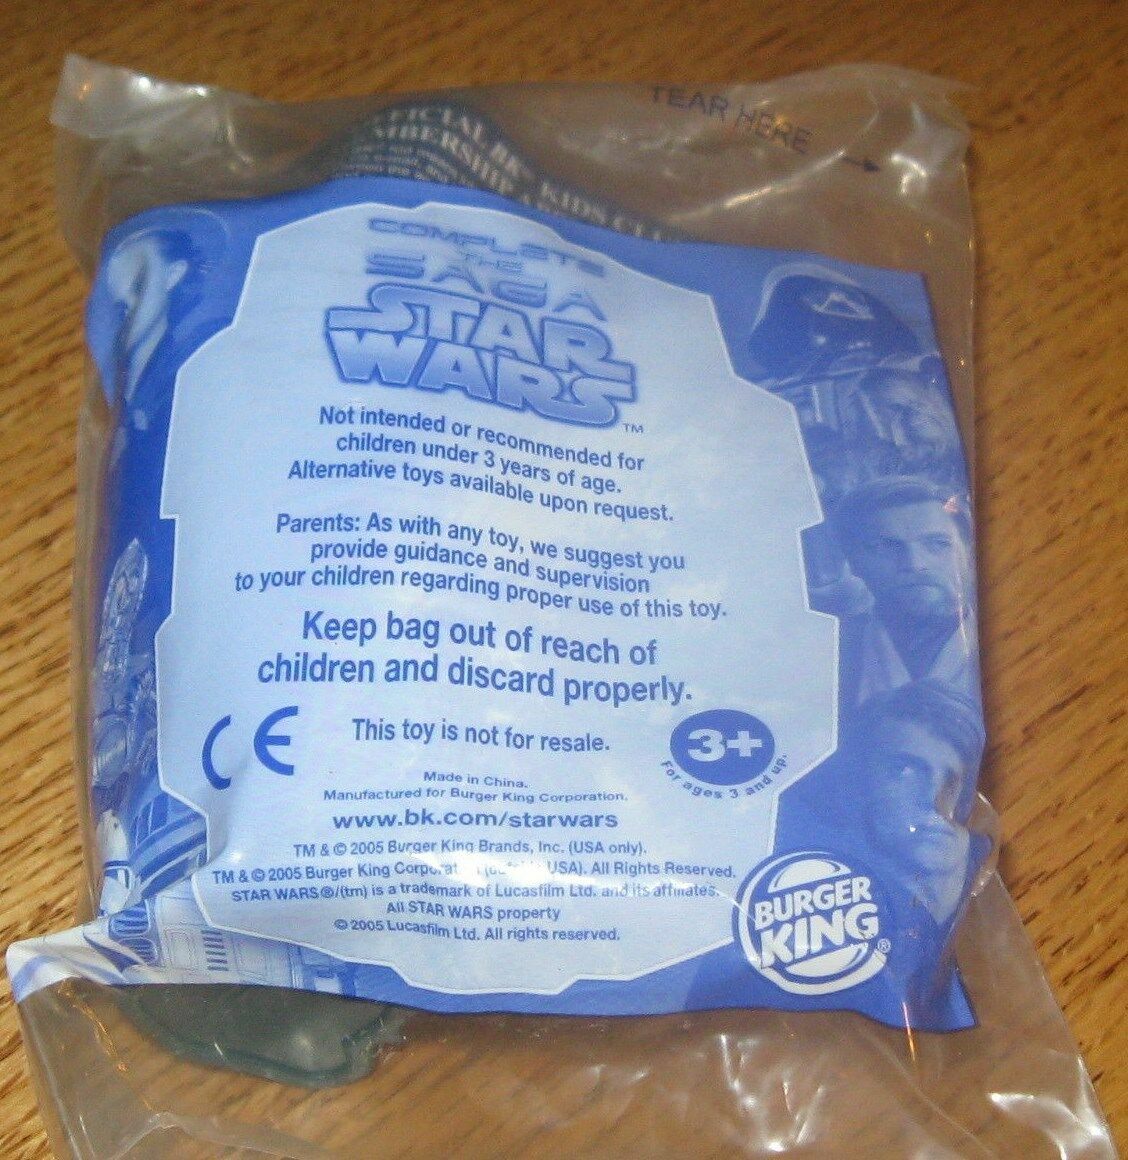 TEAR HERE
KIDS
COMPLETE
THE
SAGA
STAR
WARS
TM
Not intended or recommended for
children under 3 years of age.
Alternative toys available upon request.
Parents: As with any toy, we suggest you
provide guidance and supervision
to your children regarding proper use of this toy.
Keep bag out of reach of
children and discard properly.
CE
This toy is not for resale.
3+
For ages 3 and up.
Made in China.
Manufactured for Burger King Corporation.
www.bk.com/starwars
TM & © 2005 Burger King Brands, Inc. (USA only).
TM & © 2005 Burger King USA). All Rights Reserved.
STAR WARS®/(tm) is a trademark of Lucasfilm Ltd. and its affiliates.
All STAR WARS property
© 2005 Lucasfilm Ltd. All rights reserved.
BURGER
KING®